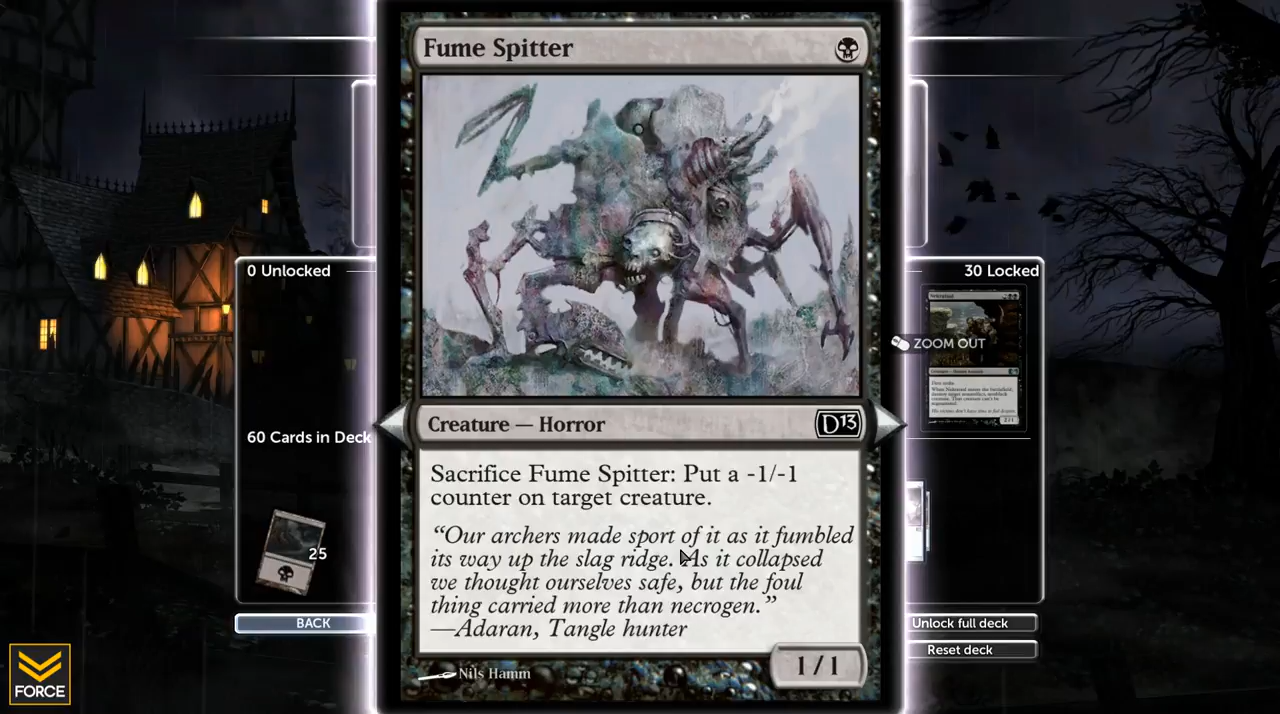 Fume Spitter
0 Unlocked
30 Locked
Nekrataal
ZOOM OUT
Creature — Horror
D13
60 Cards in Deck
Sacrifice Fume Spitter: Put a -1/-1
counter on target creature.
“Our archers made sport of it as it fumbled
its way up the slag ridge. As it collapsed
we thought ourselves safe, but the foul
thing carried more than necrogen.”
—Adaran, Tangle hunter
25
BACK
Unlock full deck
Reset deck
Nils Hamm
1/1
FORCE